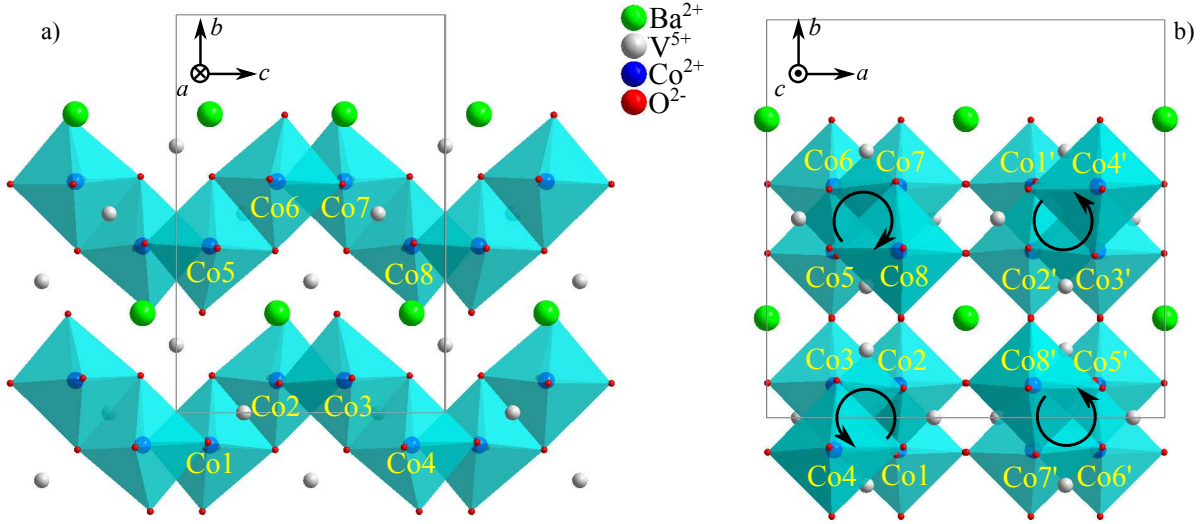 a)
b
c
a
Ba2+
V5+
Co2+
O2-
b)
b
a
c
Co6 Co7
Co5
Co8
Co2 Co3
Co1
Co4
Co6 Co7 Co1' Co4'
Co5 Co8 Co2' Co3'
Co3 Co2 Co8' Co5'
Co4 Co1 Co7' Co6'